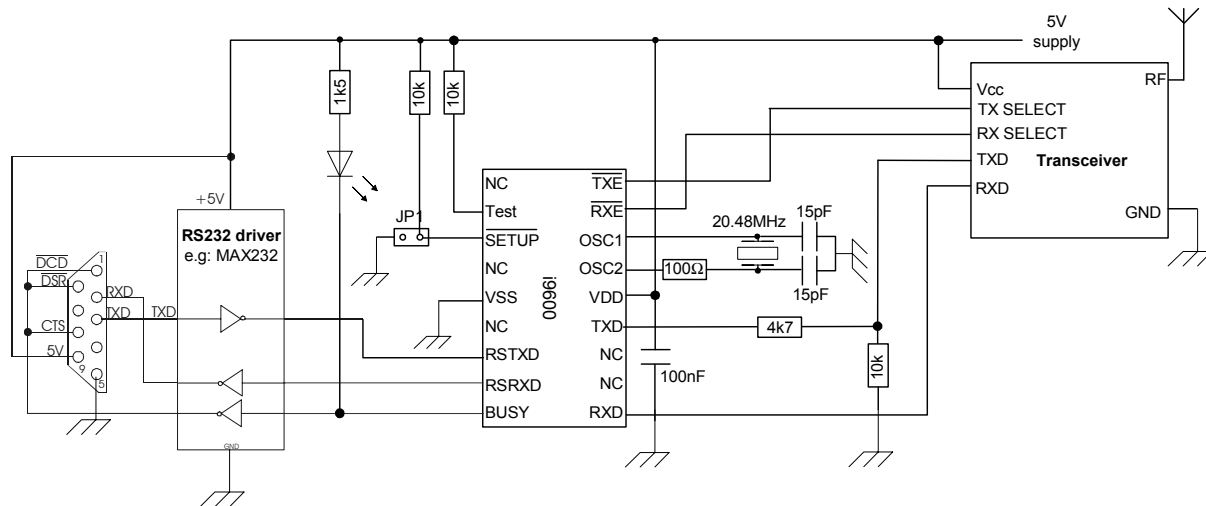 5V
supply
1k5
10k
10k
Vcc
RF
TX SELECT
RX SELECT
TXD
Transceiver
RXD
GND
+5V
RS232 driver
e.g: MAX232
JP1
NC
Test
SETUP
NC
VSS
NC
RSTXD
RSRXD
BUSY
i9600
TXE
RXE
OSC1
OSC2
VDD
TXD
NC
NC
RXD
20.48MHz
15pF
100Ω
15pF
4k7
10k
100nF
DCD
DSR
RXD
TXD
TXD
CTS
5V
1
9
5
GND